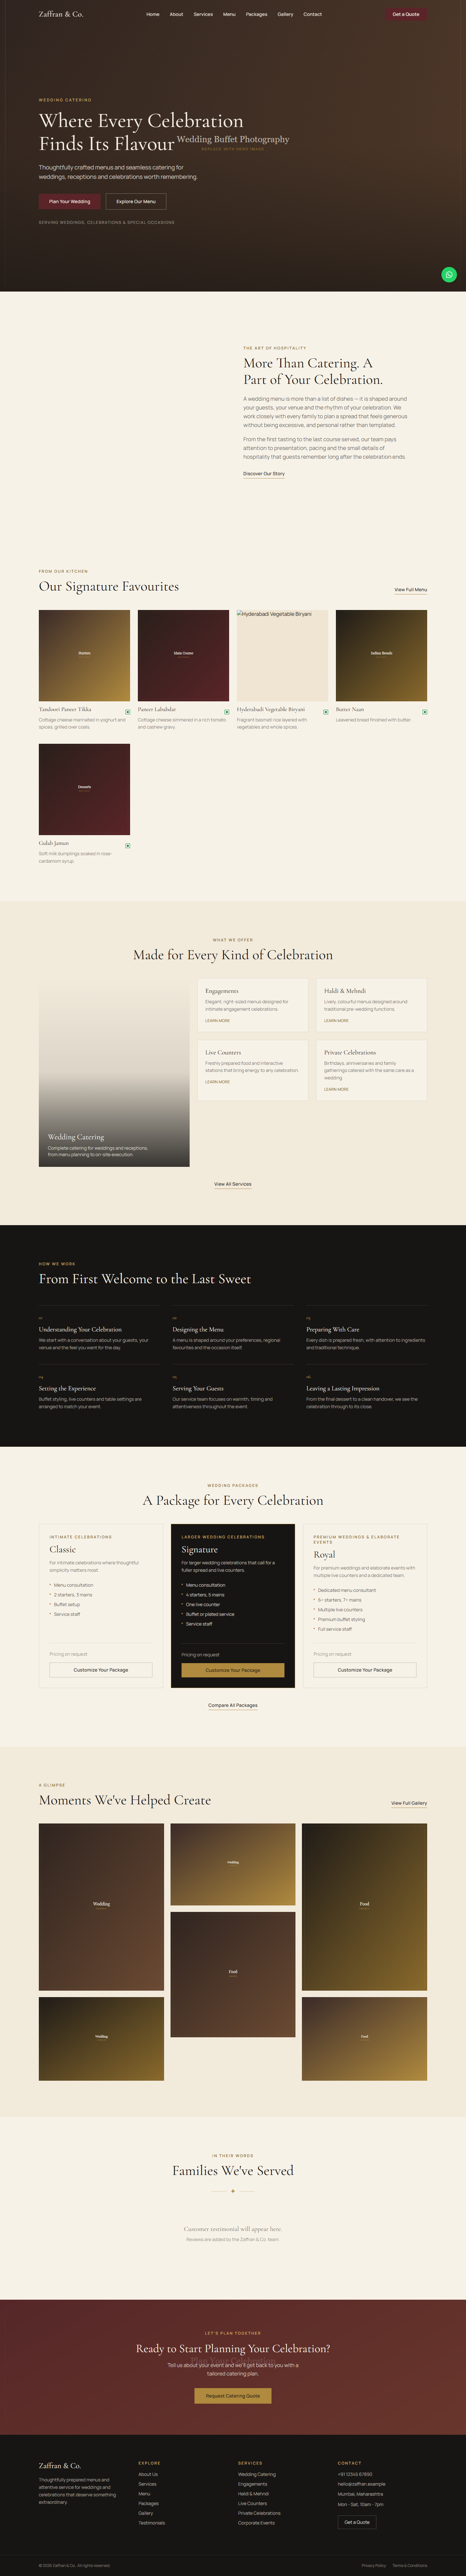 Zaffran & Co.
Home About Services Menu Packages Gallery Contact
Get a Quote
WEDDING CATERING
Where Every Celebration
Finds Its Flavour
Wedding Buffet Photography
REPLACE WITH HERO IMAGE
Thoughtfully crafted menus and seamless catering for
weddings, receptions and celebrations worth remembering.
Plan Your Wedding
Explore Our Menu
SERVING WEDDINGS, CELEBRATIONS & SPECIAL OCCASIONS
THE ART OF HOSPITALITY
More Than Catering. A
Part of Your Celebration.
A wedding menu is more than a list of dishes — it is shaped around
your guests, your venue and the rhythm of your celebration. We
work closely with every family to plan a spread that feels generous
without being excessive, and personal rather than templated.
From the first tasting to the last course served, our team pays
attention to presentation, pacing and the small details of
hospitality that guests remember long after the celebration ends.
Discover Our Story
FROM OUR KITCHEN
Our Signature Favourites
View Full Menu
Starters
Main Course
Hyderabadi Vegetable Biryani
Indian Breads
Tandoori Paneer Tikka
Cottage cheese marinated in yoghurt and
spices, grilled over coals.
Paneer Lababdar
Cottage cheese simmered in a rich tomato
and cashew gravy.
Hyderabadi Vegetable Biryani
Fragrant basmati rice layered with
vegetables and whole spices.
Butter Naan
Leavened bread finished with butter.
Desserts
Gulab Jamun
Soft milk dumplings soaked in rose-
cardamom syrup.
WHAT WE OFFER
Made for Every Kind of Celebration
Wedding Catering
Complete catering for weddings and receptions,
from menu planning to on-site execution.
Engagements
Elegant, right-sized menus designed for
intimate engagement celebrations.
LEARN MORE
Haldi & Mehndi
Lively, colourful menus designed around
traditional pre-wedding functions.
LEARN MORE
Live Counters
Freshly prepared food and interactive
stations that bring energy to any celebration.
LEARN MORE
Private Celebrations
Birthdays, anniversaries and family
gatherings catered with the same care as a
wedding.
LEARN MORE
View All Services
HOW WE WORK
From First Welcome to the Last Sweet
01
Understanding Your Celebration
We start with a conversation about your guests, your
venue and the feel you want for the day.
02
Designing the Menu
A menu is shaped around your preferences, regional
flavours and the occasion itself.
03
Preparing With Care
Every dish is prepared fresh, with attention to ingredients
and traditional technique.
04
Setting the Experience
Buffet styling, live counters and table settings are
arranged to match your event.
05
Serving Your Guests
Our service team focuses on warmth, timing and
attentiveness throughout the event.
06
Leaving a Lasting Impression
From the final dessert to a clean handover, we see the
celebration through to its close.
WEDDING PACKAGES
A Package for Every Celebration
INTIMATE CELEBRATIONS
Classic
For intimate celebrations where thoughtful
simplicity matters most.
Menu consultation
2 starters, 3 mains
Buffet setup
Service staff
Pricing on request
Customize Your Package
LARGER WEDDING CELEBRATIONS
Signature
For larger wedding celebrations that call for a
fuller spread and live counters.
Menu consultation
4 starters, 5 mains
One live counter
Buffet or plated service
Service staff
Pricing on request
Customize Your Package
PREMIUM WEDDINGS & ELABORATE
EVENTS
Royal
For premium weddings and elaborate events with
multiple live counters and a dedicated team.
Dedicated menu consultant
6+ starters, 7+ mains
Multiple live counters
Premium buffet styling
Full service staff
Pricing on request
Customize Your Package
Compare All Packages
A GLIMPSE
Moments We've Helped Create
View Full Gallery
Wedding
Wedding
Food
Food
Wedding
Food
IN THEIR WORDS
Families We've Served
Customer testimonial will appear here.
Reviews are added by the Zaffran & Co. team.
LET'S PLAN TOGETHER
Ready to Start Planning Your Celebration?
Tell us about your event and we'll get back to you with a
tailored catering plan.
Request Catering Quote
Zaffran & Co.
Thoughtfully prepared menus and
attentive service for weddings and
celebrations that deserve something
extraordinary.
EXPLORE
About Us
Services
Menu
Packages
Gallery
Testimonials
SERVICES
Wedding Catering
Engagements
Haldi & Mehndi
Live Counters
Private Celebrations
Corporate Events
CONTACT
+91 12345 67890
hello@zaffran.example
Mumbai, Maharashtra
Mon - Sat, 10am - 7pm
Get a Quote
© 2026 Zaffran & Co. All rights reserved.
Privacy Policy Terms & Conditions